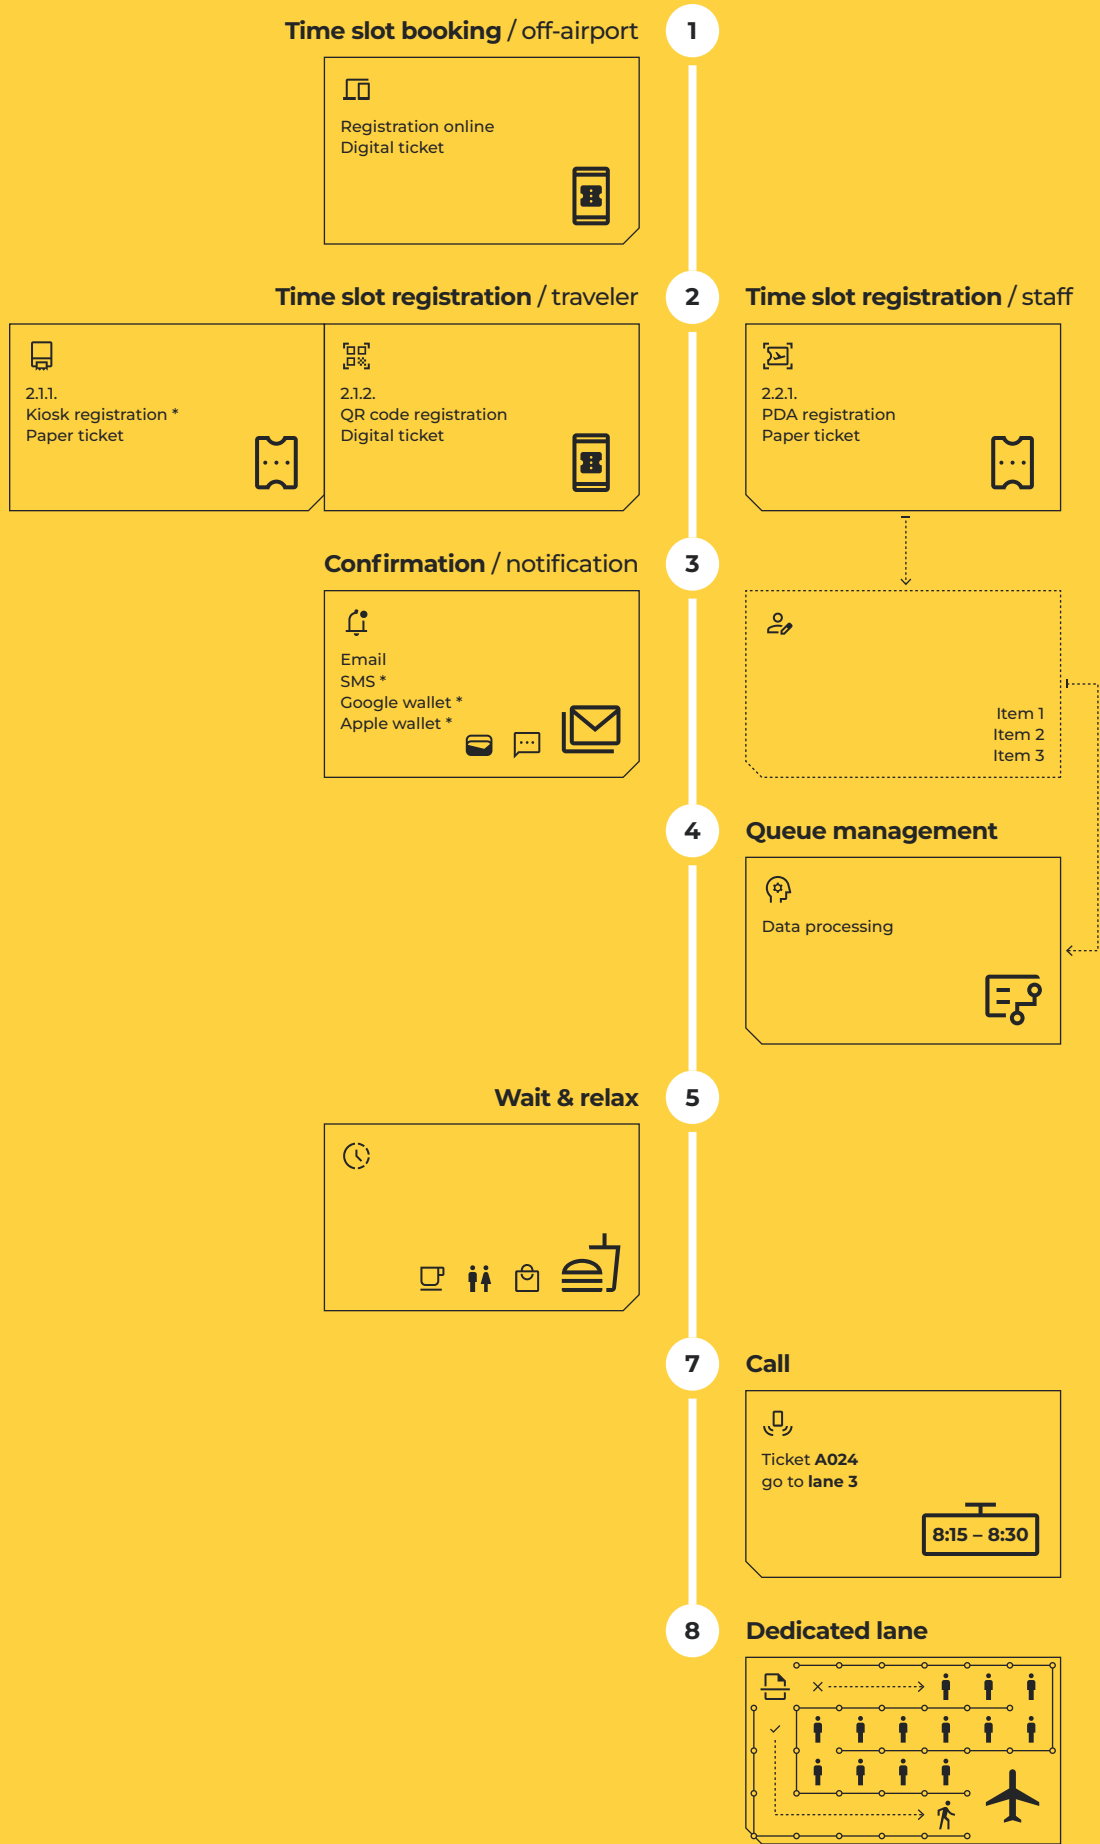 Time slot booking / off-airport
1
Registration online
Digital ticket
Time slot registration / traveler
2
Time slot registration / staff
2.1.1.
Kiosk registration *
Paper ticket
2.1.2.
QR code registration
Digital ticket
2.2.1.
PDA registration
Paper ticket
Confirmation / notification
3
Email
SMS *
Google wallet *
Apple wallet *
Item 1
Item 2
Item 3
4
Queue management
Data processing
Wait & relax
5
7
Call
Ticket A024
go to lane 3
8:15 – 8:30
8
Dedicated lane